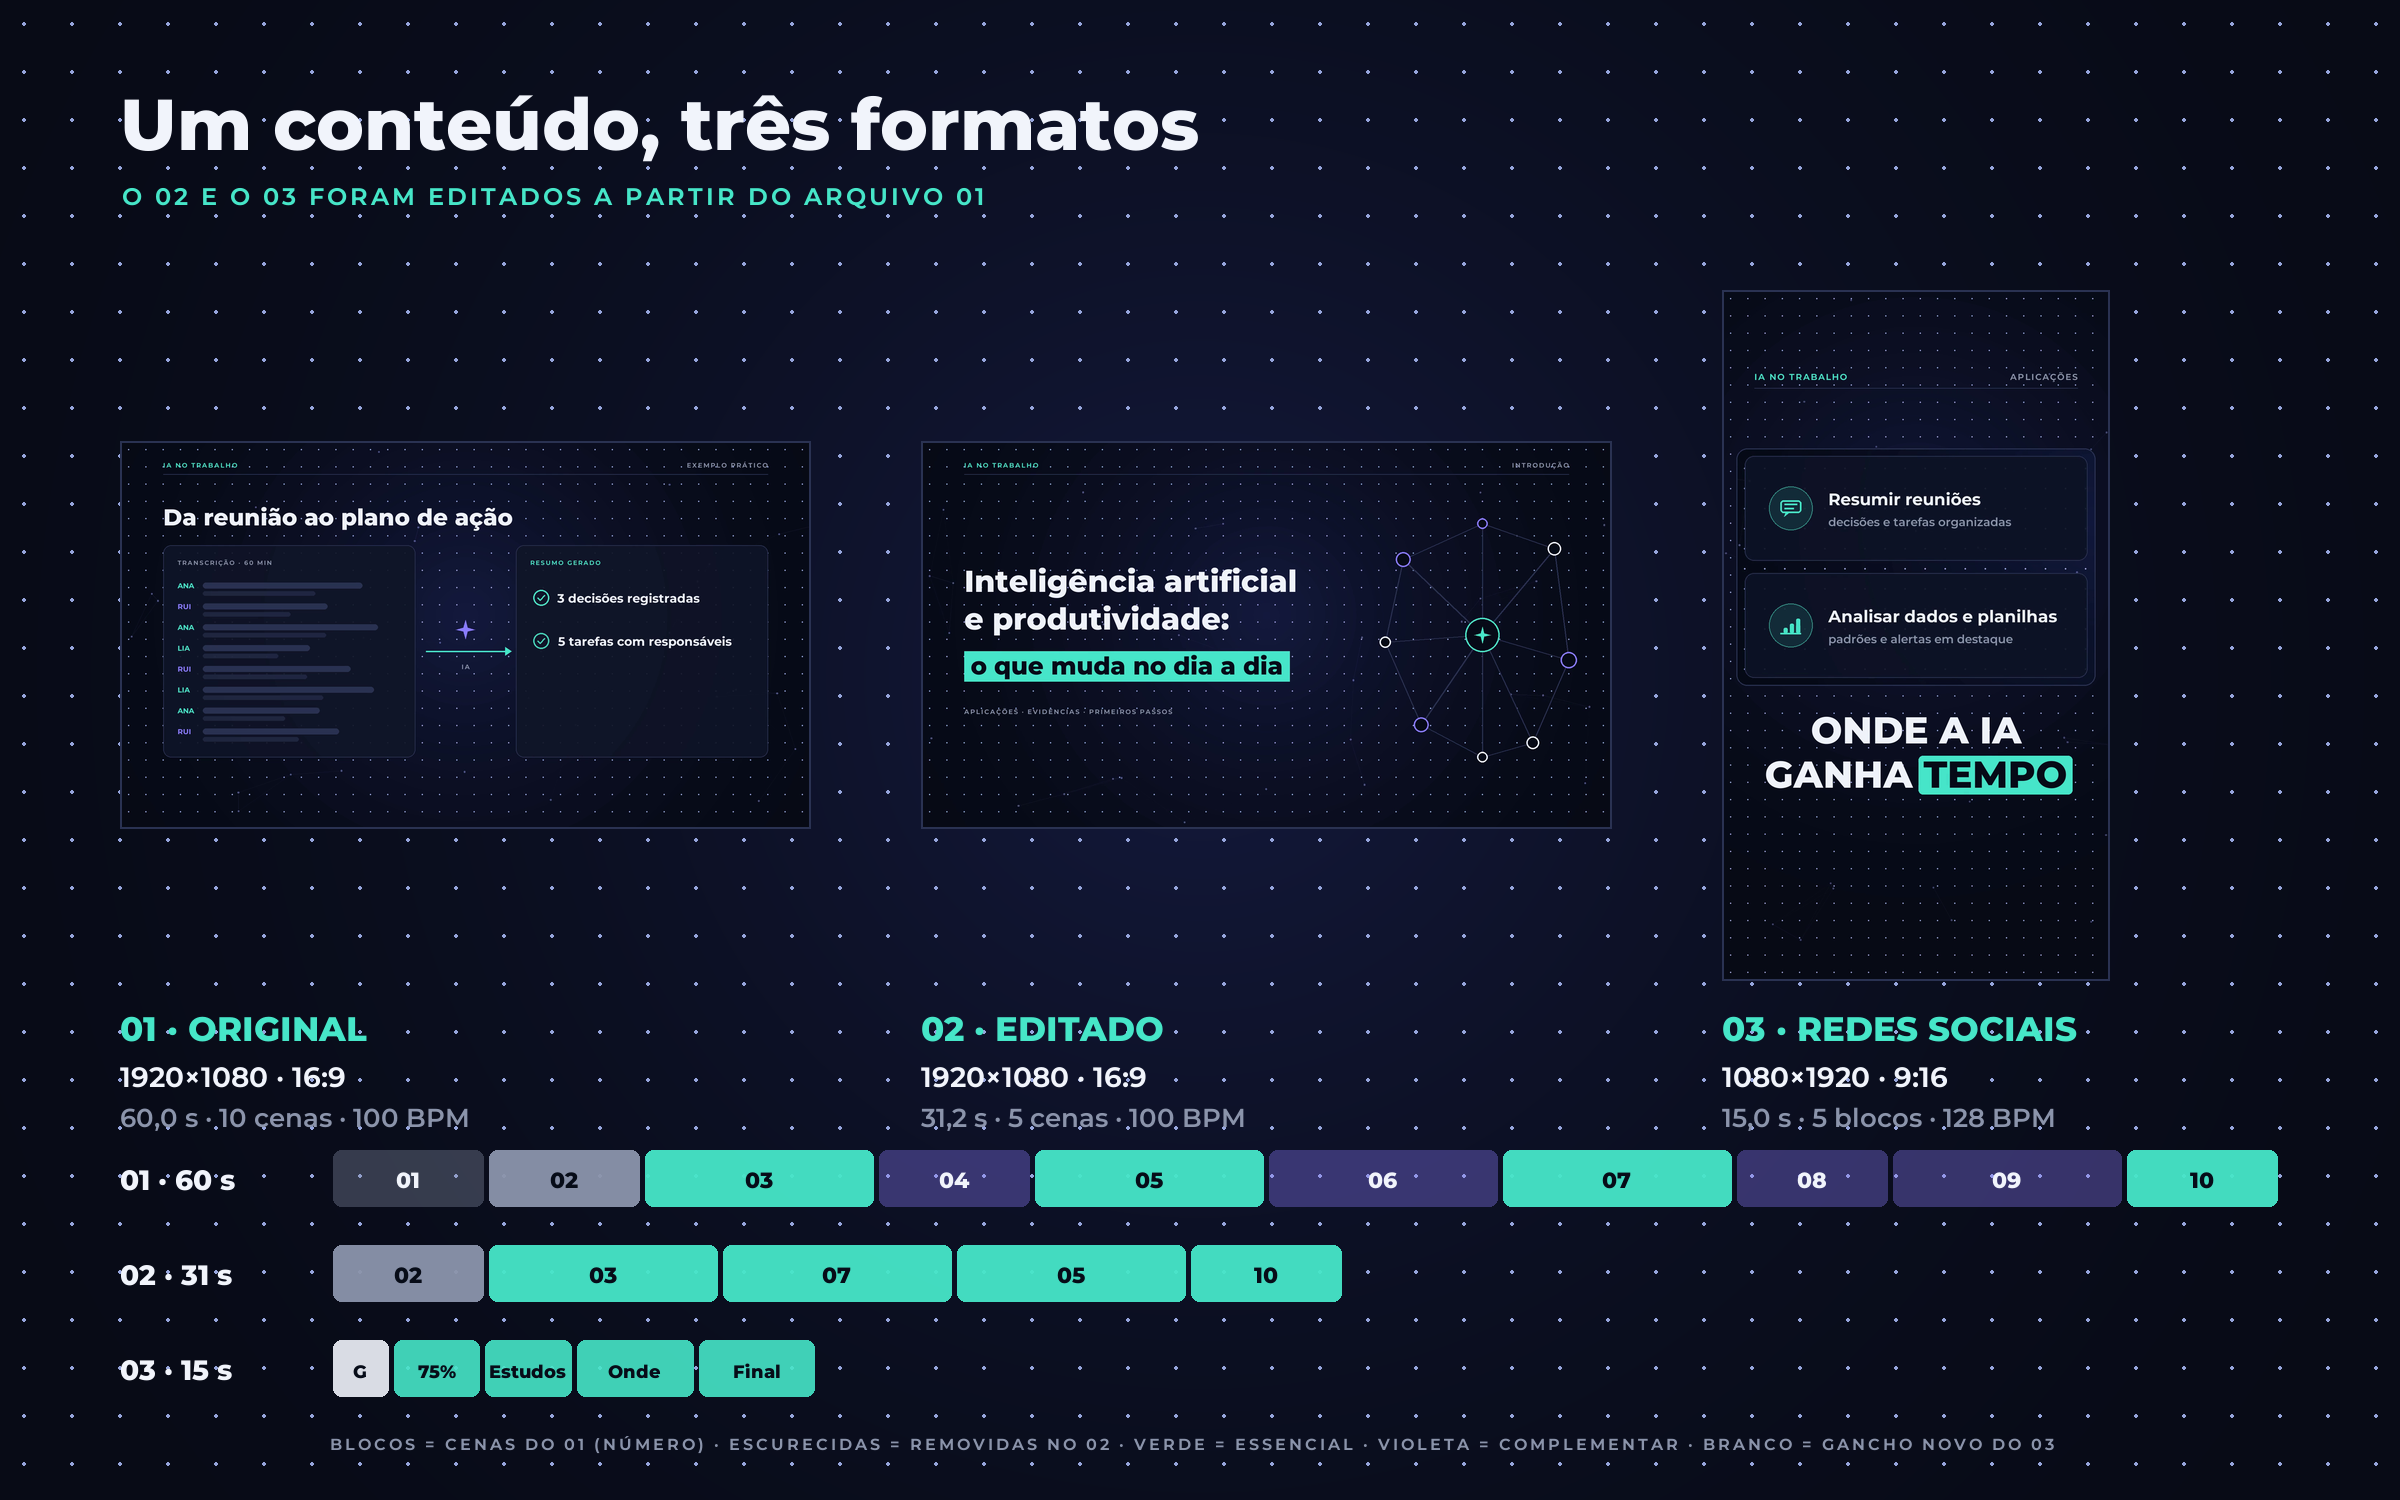 Um conteúdo, três formatos
O 02 E O 03 FORAM EDITADOS A PARTIR DO ARQUIVO 01
IA NO TRABALHO
EXEMPLO PRÁTICO
Da reunião ao plano de ação
TRANSCRIÇÃO · 60 MIN
ANA
RUI
ANA
LIA
RUI
LIA
ANA
RUI
IA
RESUMO GERADO
3 decisões registradas
5 tarefas com responsáveis
IA NO TRABALHO
INTRODUÇÃO
Inteligência artificial
e produtividade:
o que muda no dia a dia
APLICAÇÕES · EVIDÊNCIAS · PRIMEIROS PASSOS
IA NO TRABALHO
APLICAÇÕES
Resumir reuniões
decisões e tarefas organizadas
Analisar dados e planilhas
padrões e alertas em destaque
ONDE A IA
GANHA TEMPO
01 · ORIGINAL
1920×1080 · 16:9
60,0 s · 10 cenas · 100 BPM
02 · EDITADO
1920×1080 · 16:9
31,2 s · 5 cenas · 100 BPM
03 · REDES SOCIAIS
1080×1920 · 9:16
15,0 s · 5 blocos · 128 BPM
01 · 60 s
01 02 03 04 05 06 07 08 09 10
02 · 31 s
02 03 07 05 10
03 · 15 s
G 75% Estudos Onde Final
BLOCOS = CENAS DO 01 (NÚMERO) · ESCURECIDAS = REMOVIDAS NO 02 · VERDE = ESSENCIAL · VIOLETA = COMPLEMENTAR · BRANCO = GANCHO NOVO DO 03